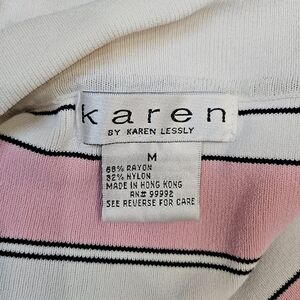 karen
BY KAREN LESSLY
M
68% RAYON
32% NYLON
MADE IN HONG KONG
RN# 99992
SEE REVERSE FOR CARE